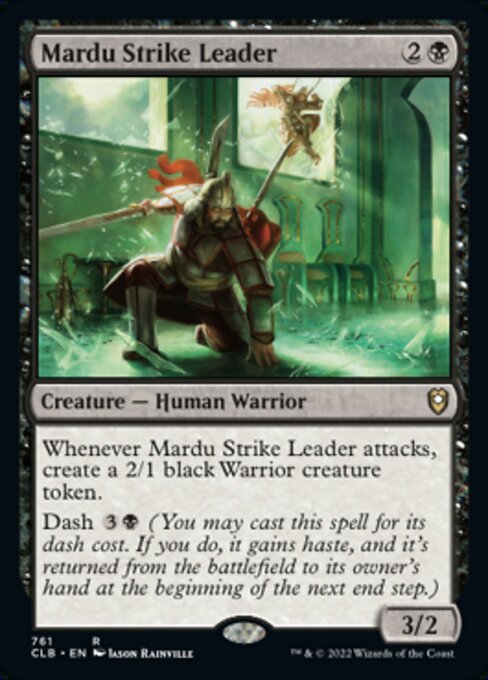 Mardu Strike Leader 2
Creature — Human Warrior
Whenever Mardu Strike Leader attacks,
create a 2/1 black Warrior creature
token.
Dash 3 (You may cast this spell for its
dash cost. If you do, it gains haste, and it's
returned from the battlefield to its owner's
hand at the beginning of the next end step.)
3/2
761 R
CLB • EN Jason Rainville
™ & © 2022 Wizards of the Coast